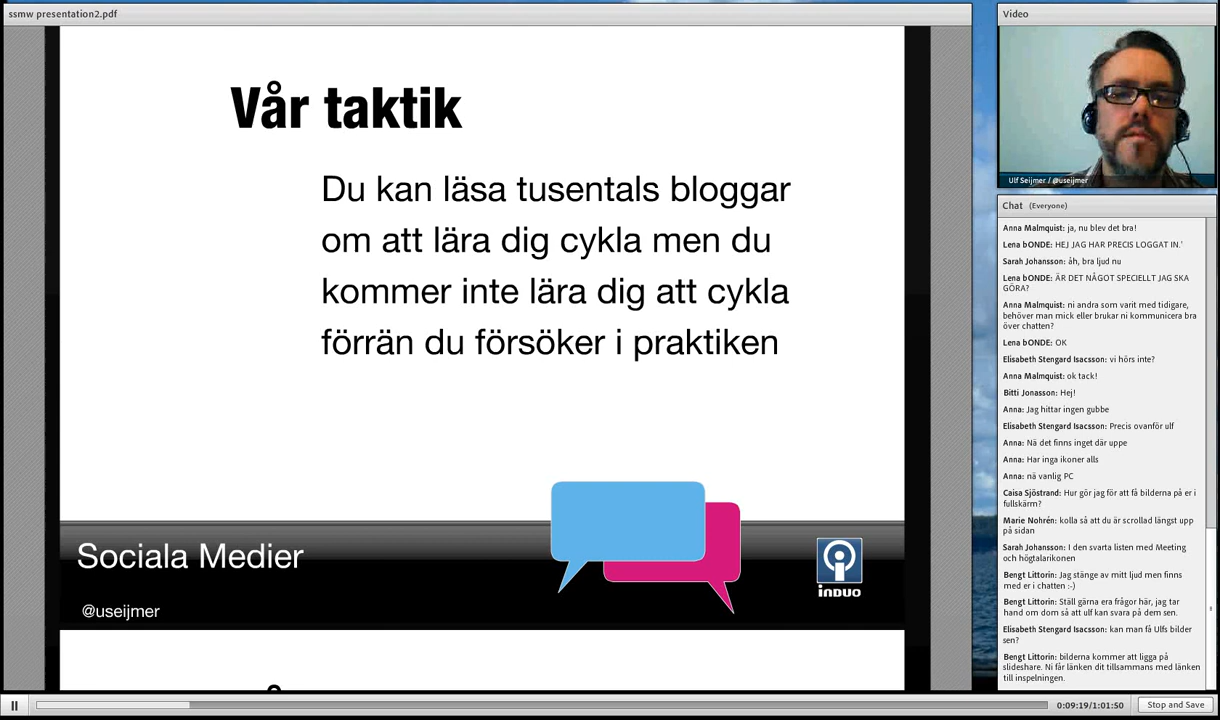 ssmw presentation2.pdf
Vår taktik
Du kan läsa tusentals bloggar
om att lära dig cykla men du
kommer inte lära dig att cykla
förrän du försöker i praktiken
Sociala Medier
@useijmer
INDUO
Video
Ulf Seijmer / @useijmer
Chat (Everyone)
Anna Malmquist: ja, nu blev det bra!
Lena bONDE: HEJ JAG HAR PRECIS LOGGAT IN.'
Sarah Johansson: åh, bra ljud nu
Lena bONDE: ÄR DET NÅGOT SPECIELLT JAG SKA
GÖRA?
Anna Malmquist: ni andra som varit med tidigare,
behöver man mick eller brukar ni kommunicera bra
över chatten?
Lena bONDE: OK
Elisabeth Stengard Isacsson: vi hörs inte?
Anna Malmquist: ok tack!
Bitti Jonasson: Hej!
Anna: Jag hittar ingen gubbe
Elisabeth Stengard Isacsson: Precis ovanför ulf
Anna: Nä det finns inget där uppe
Anna: Har inga ikoner alls
Anna: nä vanlig PC
Caisa Sjöstrand: Hur gör jag för att få bilderna på er i
fullskärm?
Marie Nohrén: kolla så att du är scrollad längst upp
på sidan
Sarah Johansson: I den svarta listen med Meeting
och högtalarikonen
Bengt Littorin: Jag stänge av mitt ljud men finns
med er i chatten :-)
Bengt Littorin: Ställ gärna era frågor här, jag tar
hand om dom så att ulf kan svara på dem sen.
Elisabeth Stengard Isacsson: kan man få Ulfs bilder
sen?
Bengt Littorin: bilderna kommer att ligga på
slideshare. Ni får länken dit tillsammans med länken
till inspelningen.
0:09:19/1:01:50
Stop and Save